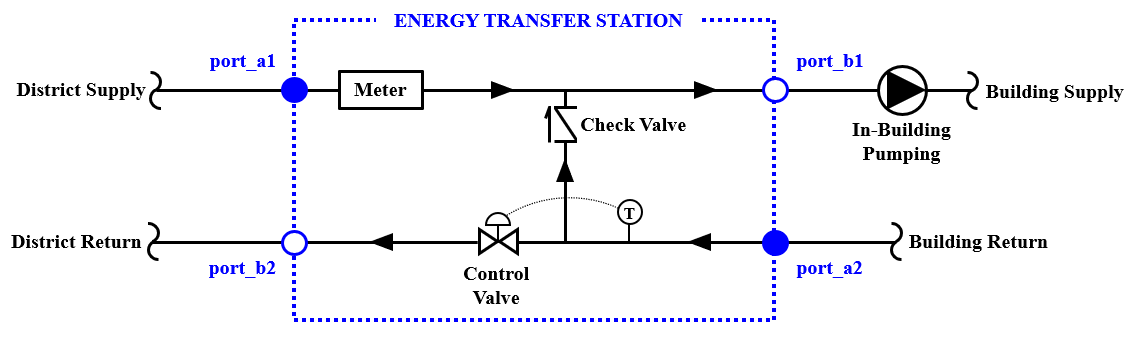 ENERGY TRANSFER STATION
port_a1
port_b1
District Supply
Meter
Building Supply
Check Valve
In-Building
Pumping
T
District Return
Building Return
port_b2
Control
Valve
port_a2